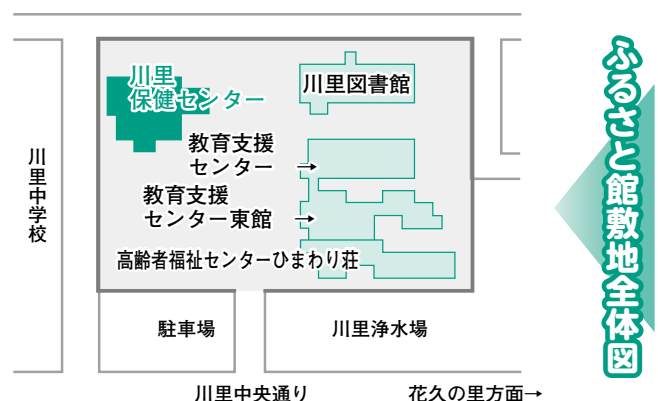 川里
保健センター
川里図書館
教育支援
センター →
教育支援
センター東館 →
高齢者福祉センターひまわり荘
川里中学校
駐車場
川里浄水場
川里中央通り
花久の里方面→
ふるさと館敷地全体図